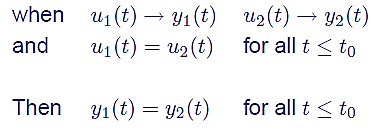 when u₁(t) → y₁(t) u₂(t) → y₂(t)
and u₁(t) = u₂(t) for all t ≤ t₀
Then y₁(t) = y₂(t) for all t ≤ t₀